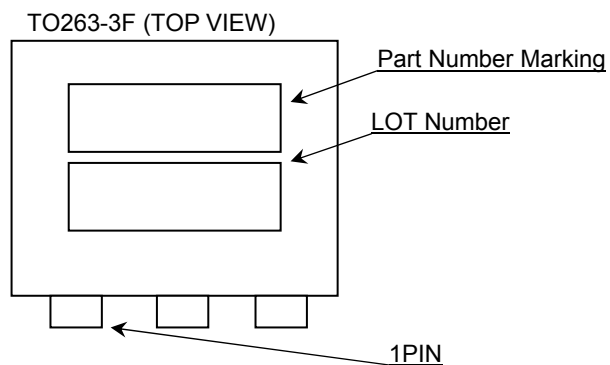 TO263-3F (TOP VIEW)
Part Number Marking
LOT Number
1PIN